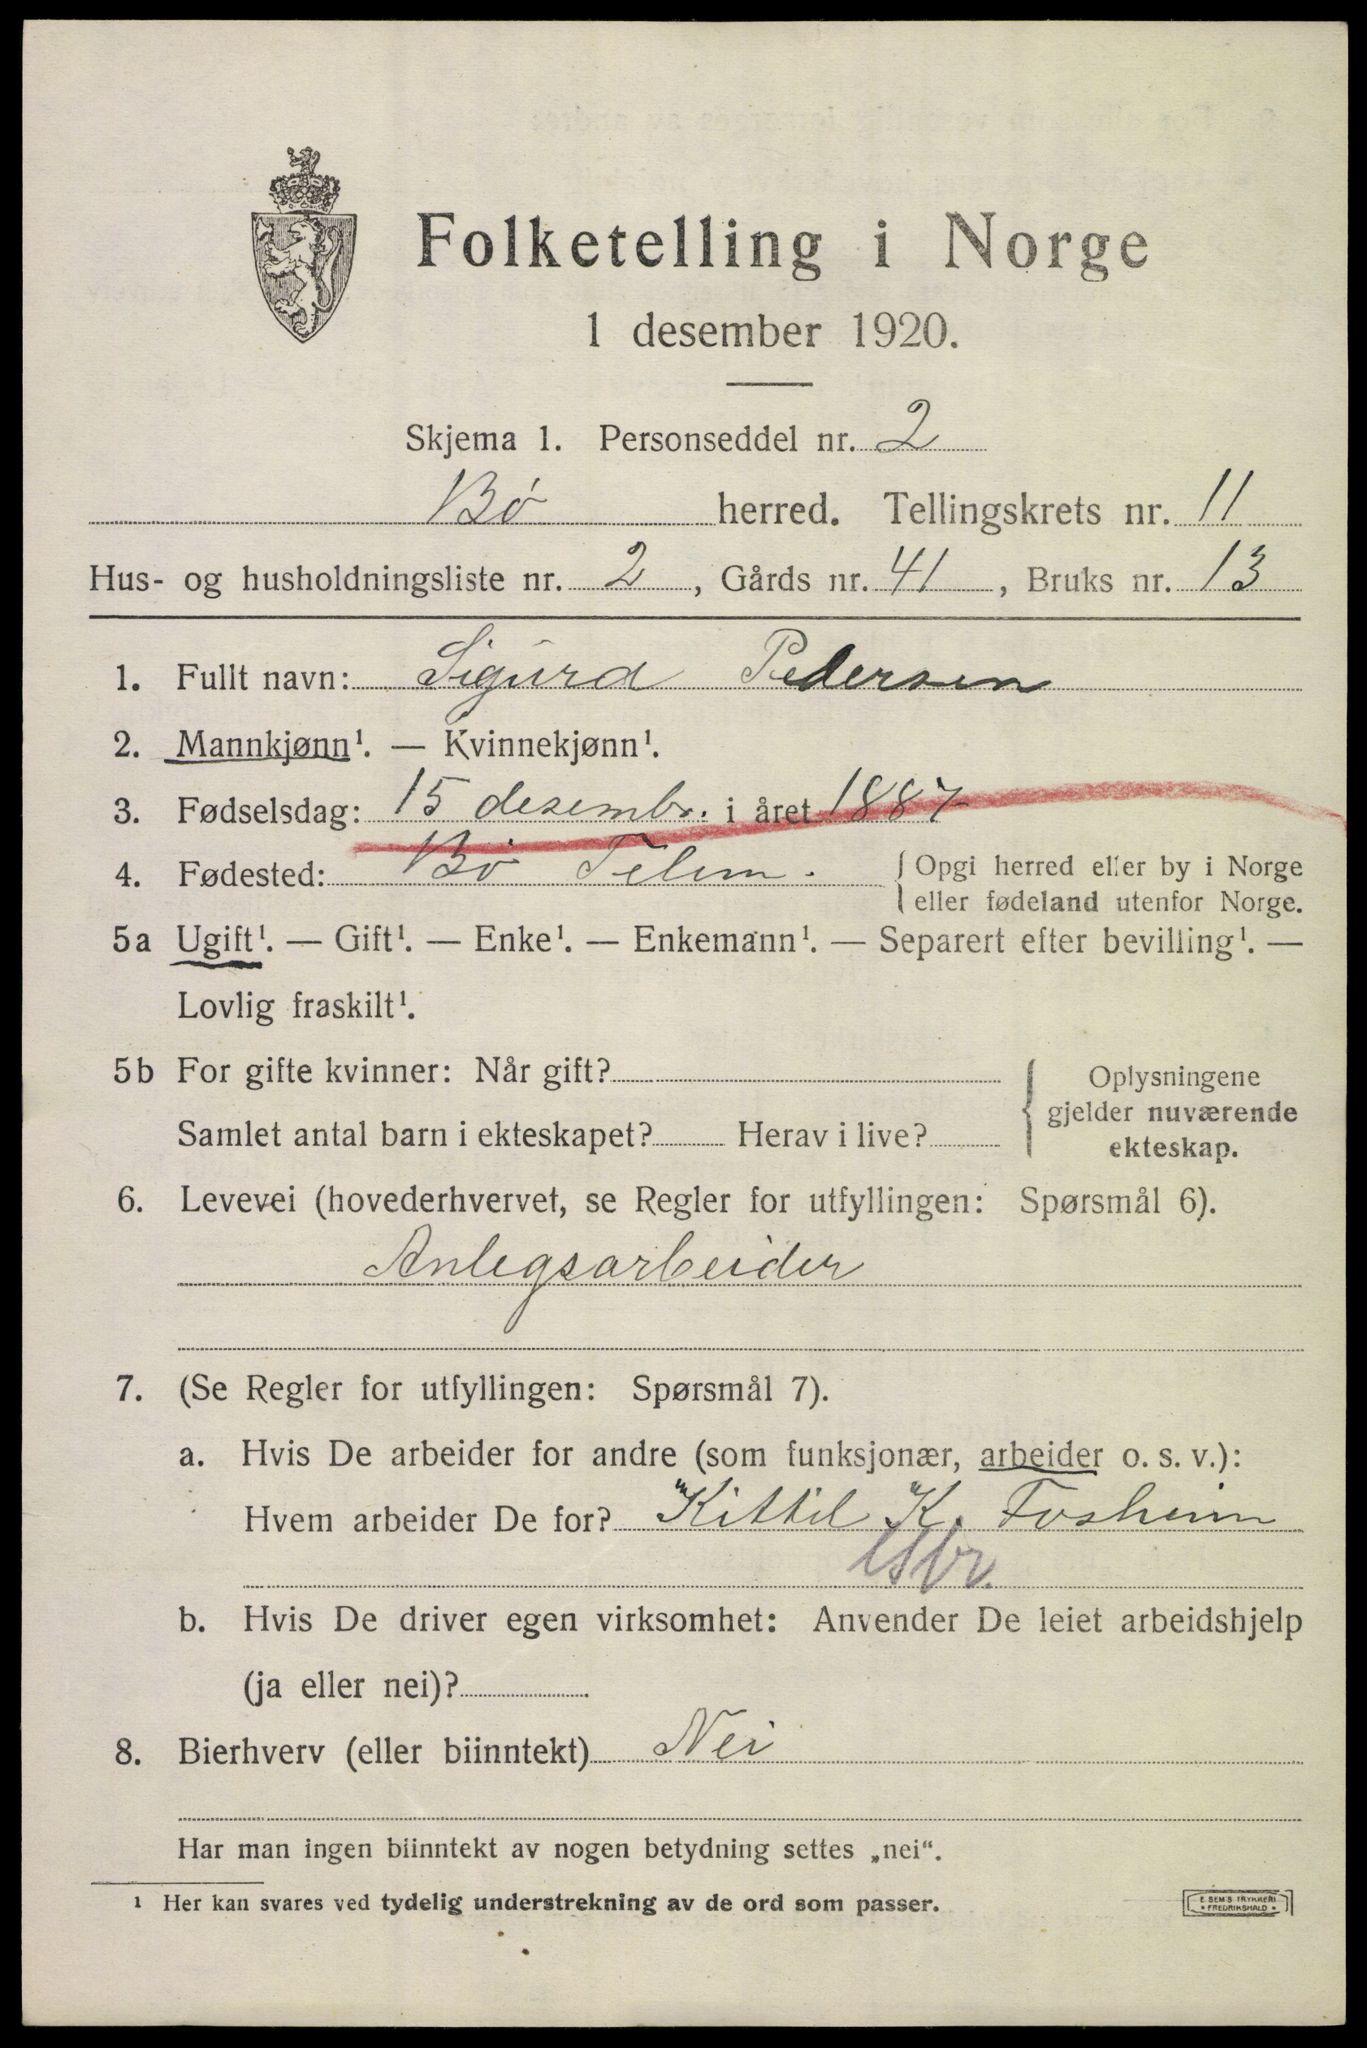 Folketelling i Norge
1 desember 1920.
Skjema 1. Personseddel nr. 2
Bø herred. Tellingskrets nr. 11
Hus- og husholdningsliste nr. 2, Gårds nr. 41, Bruks nr. 13
1. Fullt navn: Sigurd Pedersen
2. Mannkjønn¹. — Kvinnekjønn¹.
3. Fødselsdag: 15 desembr. i året 1887
4. Fødested: Bø Telem. { Opgi herred eller by i Norge
eller fødeland utenfor Norge.
5a Ugift¹. — Gift¹. — Enke¹. — Enkemann¹. — Separert efter bevilling¹. —
Lovlig fraskilt¹.
5b For gifte kvinner: Når gift?
Samlet antal barn i ekteskapet? Herav i live?
{ Oplysningene
gjelder nuværende
ekteskap.
6. Levevei (hovederhvervet, se Regler for utfyllingen: Spørsmål 6).
Anlegsarbeider
7. (Se Regler for utfyllingen: Spørsmål 7).
a. Hvis De arbeider for andre (som funksjonær, arbeider o. s. v.):
Hvem arbeider De for? Kittil K. Fosheim
b. Hvis De driver egen virksomhet: Anvender De leiet arbeidshjelp
(ja eller nei)?
8. Bierhverv (eller biinntekt) Nei
Har man ingen biinntekt av nogen betydning settes „nei“.
¹ Her kan svares ved tydelig understrekning av de ord som passer.
E. SEM'S TRYKKERI
FREDRIKSHALD